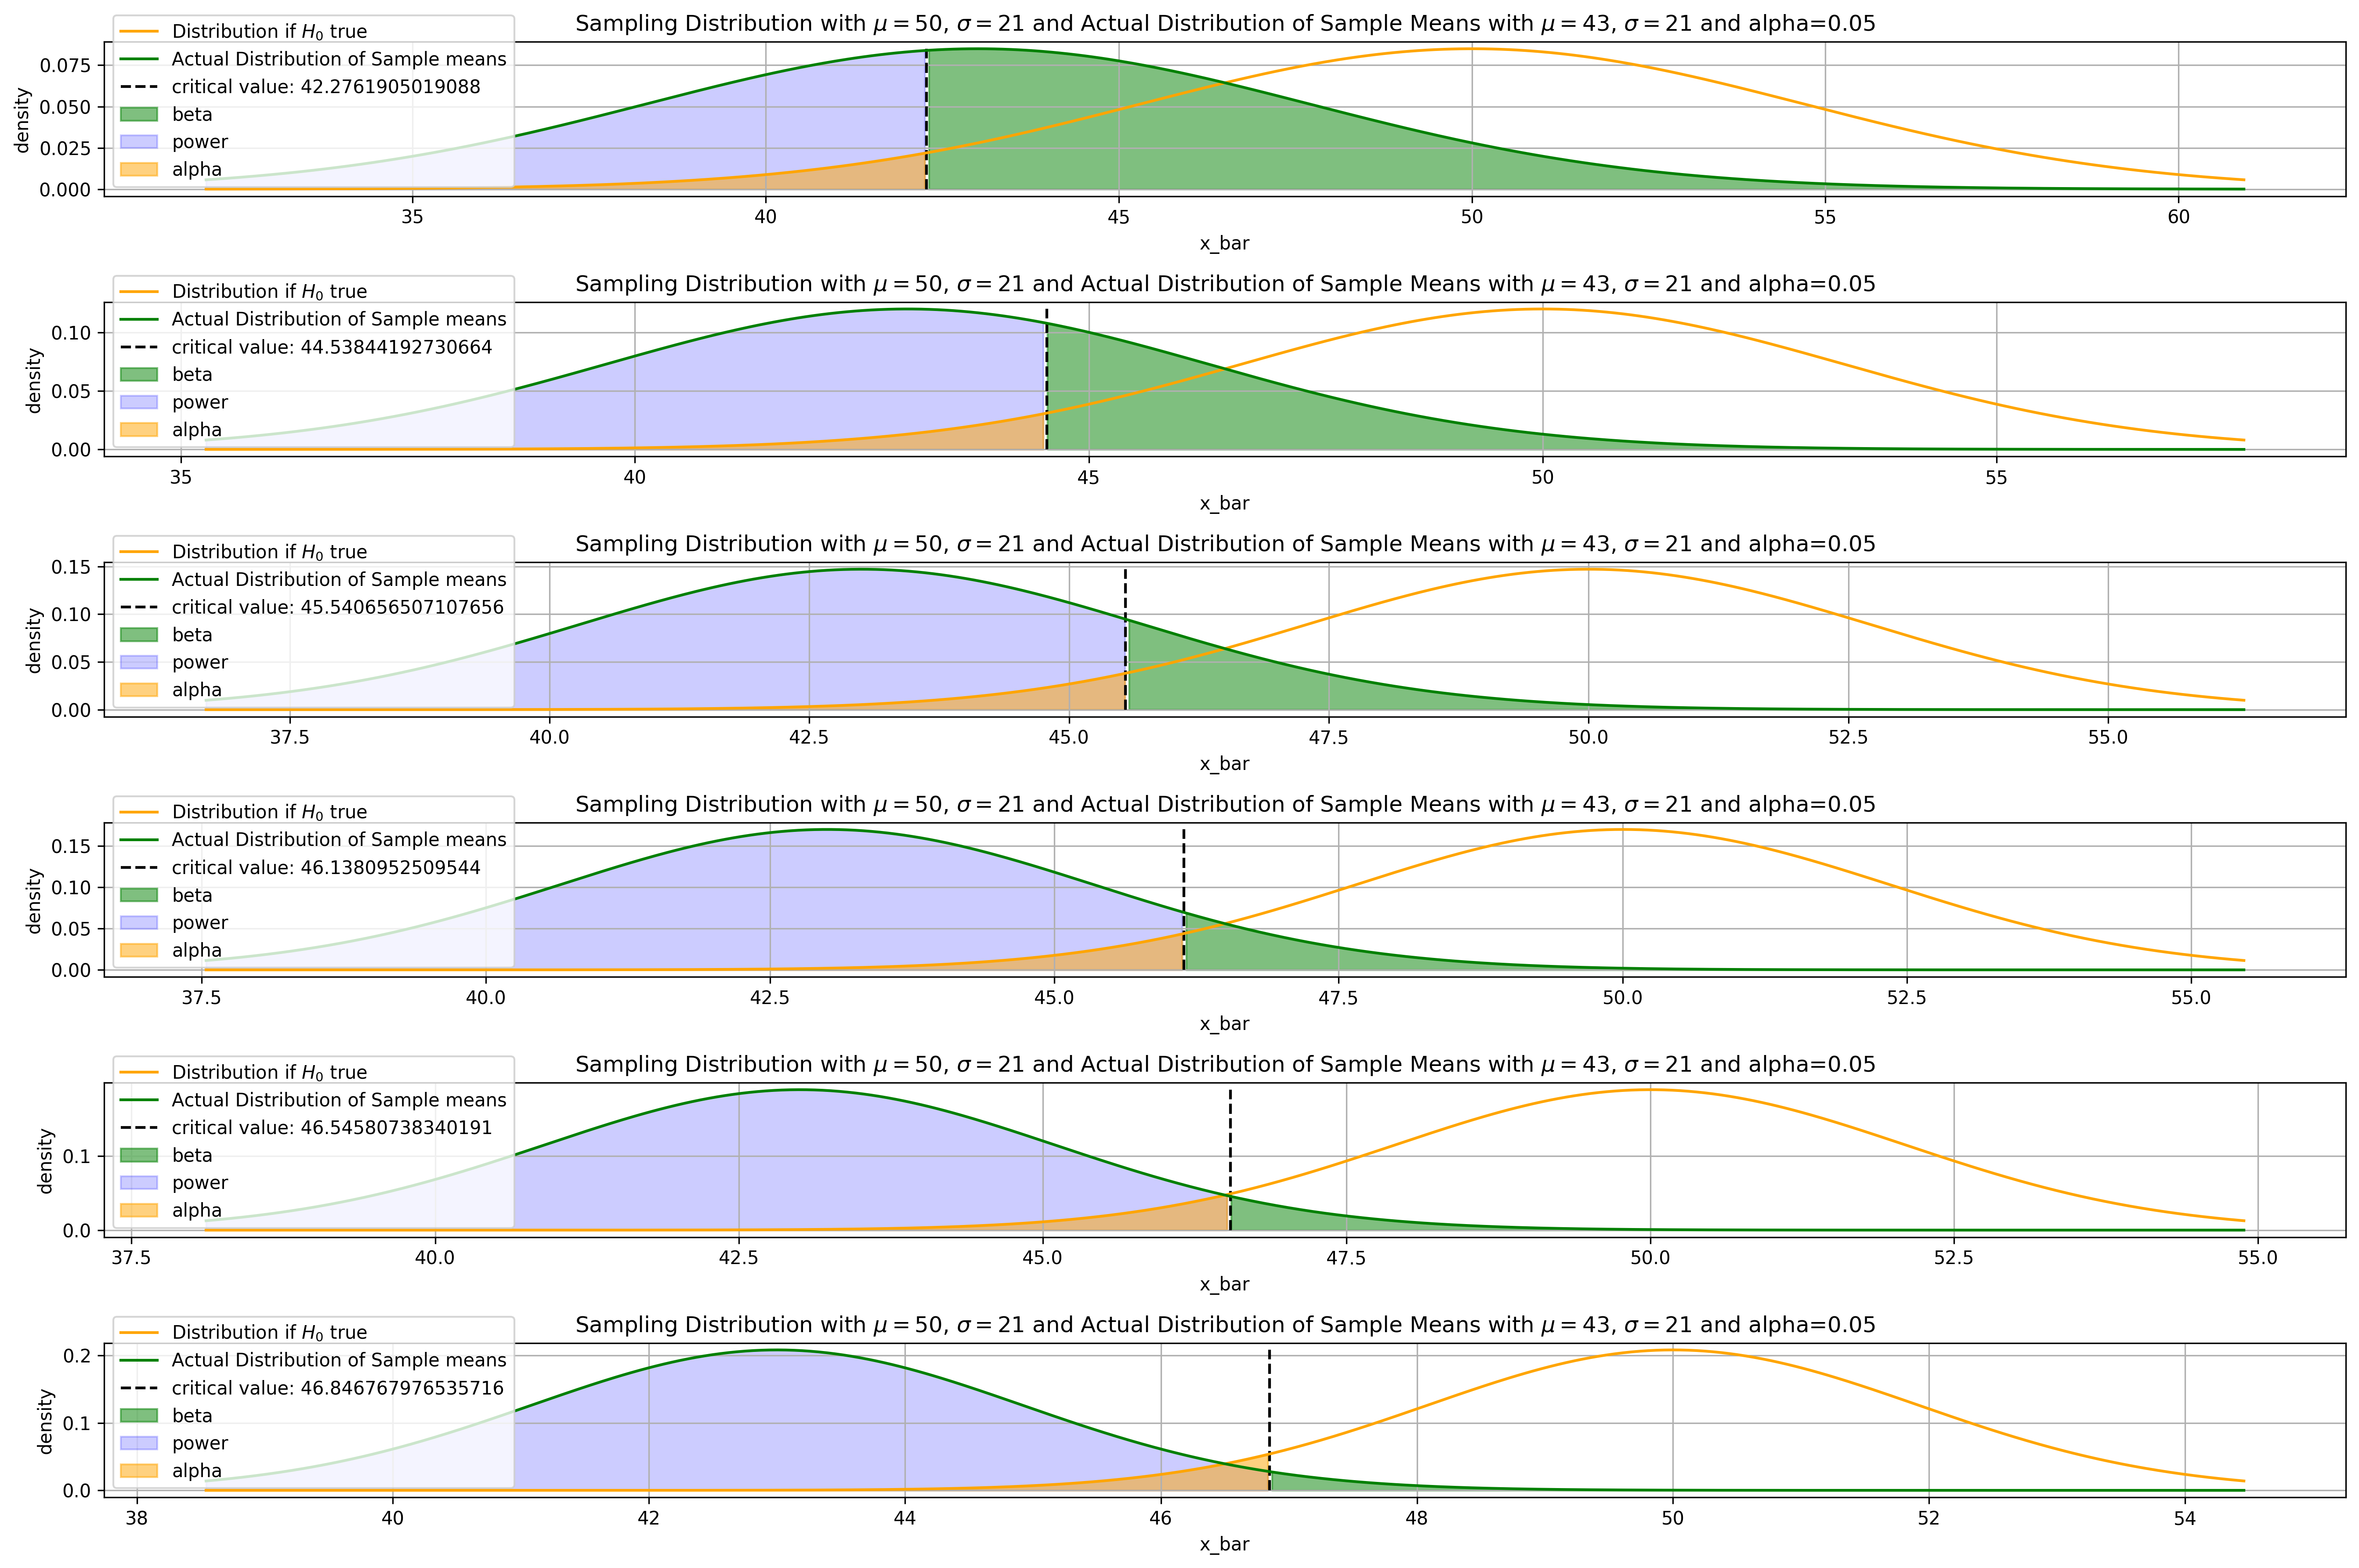 Sampling Distribution with μ = 50, σ = 21 and Actual Distribution of Sample Means with μ = 43, σ = 21 and alpha=0.05
Distribution if H₀ true
Actual Distribution of Sample means
critical value: 42.2761905019088
beta
power
alpha
density
0.075
0.050
0.025
0.000
35 40 45 50 55 60
x_bar
Sampling Distribution with μ = 50, σ = 21 and Actual Distribution of Sample Means with μ = 43, σ = 21 and alpha=0.05
Distribution if H₀ true
Actual Distribution of Sample means
critical value: 44.53844192730664
beta
power
alpha
density
0.10
0.05
0.00
35 40 45 50 55
x_bar
Sampling Distribution with μ = 50, σ = 21 and Actual Distribution of Sample Means with μ = 43, σ = 21 and alpha=0.05
Distribution if H₀ true
Actual Distribution of Sample means
critical value: 45.540656507107656
beta
power
alpha
density
0.15
0.10
0.05
0.00
37.5 40.0 42.5 45.0 47.5 50.0 52.5 55.0
x_bar
Sampling Distribution with μ = 50, σ = 21 and Actual Distribution of Sample Means with μ = 43, σ = 21 and alpha=0.05
Distribution if H₀ true
Actual Distribution of Sample means
critical value: 46.1380952509544
beta
power
alpha
density
0.15
0.10
0.05
0.00
37.5 40.0 42.5 45.0 47.5 50.0 52.5 55.0
x_bar
Sampling Distribution with μ = 50, σ = 21 and Actual Distribution of Sample Means with μ = 43, σ = 21 and alpha=0.05
Distribution if H₀ true
Actual Distribution of Sample means
critical value: 46.54580738340191
beta
power
alpha
density
0.1
0.0
37.5 40.0 42.5 45.0 47.5 50.0 52.5 55.0
x_bar
Sampling Distribution with μ = 50, σ = 21 and Actual Distribution of Sample Means with μ = 43, σ = 21 and alpha=0.05
Distribution if H₀ true
Actual Distribution of Sample means
critical value: 46.846767976535716
beta
power
alpha
density
0.2
0.1
0.0
38 40 42 44 46 48 50 52 54
x_bar